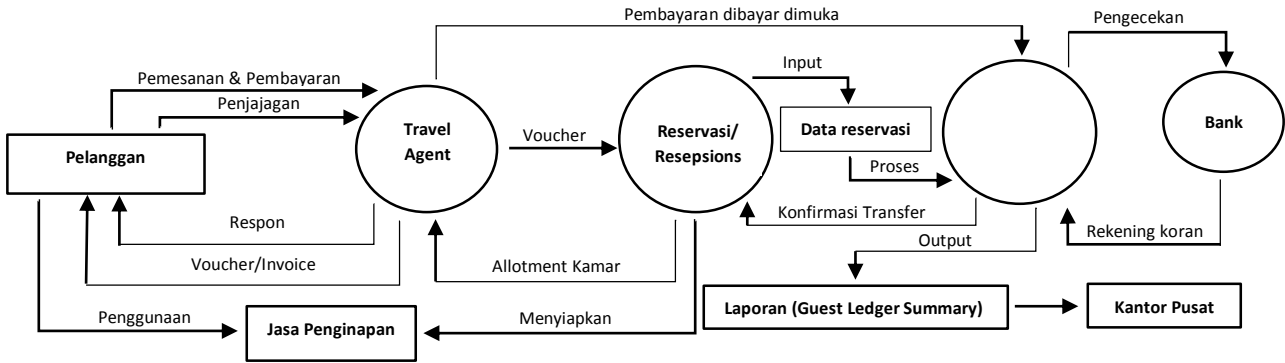 Pembayaran dibayar dimuka
Pengecekan
Pemesanan & Pembayaran
Input
Penjajagan
Travel
Agent
Voucher
Reservasi/
Resepsions
Data reservasi
Bank
Pelanggan
Proses
Respon
Konfirmasi Transfer
Output
Rekening koran
Voucher/Invoice
Allotment Kamar
Laporan (Guest Ledger Summary)
Kantor Pusat
Penggunaan
Jasa Penginapan
Menyiapkan